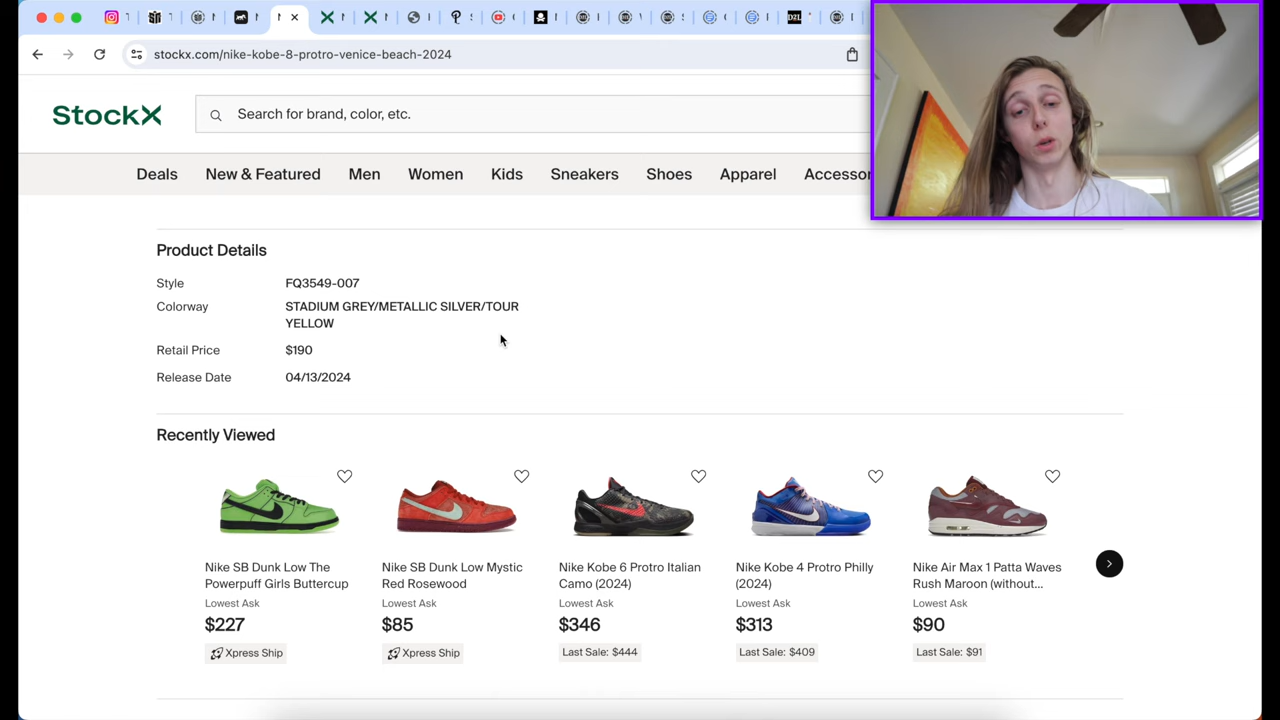 stockx.com/nike-kobe-8-protro-venice-beach-2024
StockX
Search for brand, color, etc.
Deals New & Featured Men Women Kids Sneakers Shoes Apparel Accessor
Product Details
Style FQ3549-007
Colorway STADIUM GREY/METALLIC SILVER/TOUR
YELLOW
Retail Price $190
Release Date 04/13/2024
Recently Viewed
Nike SB Dunk Low The
Powerpuff Girls Buttercup
Lowest Ask
$227
Xpress Ship
Nike SB Dunk Low Mystic
Red Rosewood
Lowest Ask
$85
Xpress Ship
Nike Kobe 6 Protro Italian
Camo (2024)
Lowest Ask
$346
Last Sale: $444
Nike Kobe 4 Protro Philly
(2024)
Lowest Ask
$313
Last Sale: $409
Nike Air Max 1 Patta Waves
Rush Maroon (without...
Lowest Ask
$90
Last Sale: $91